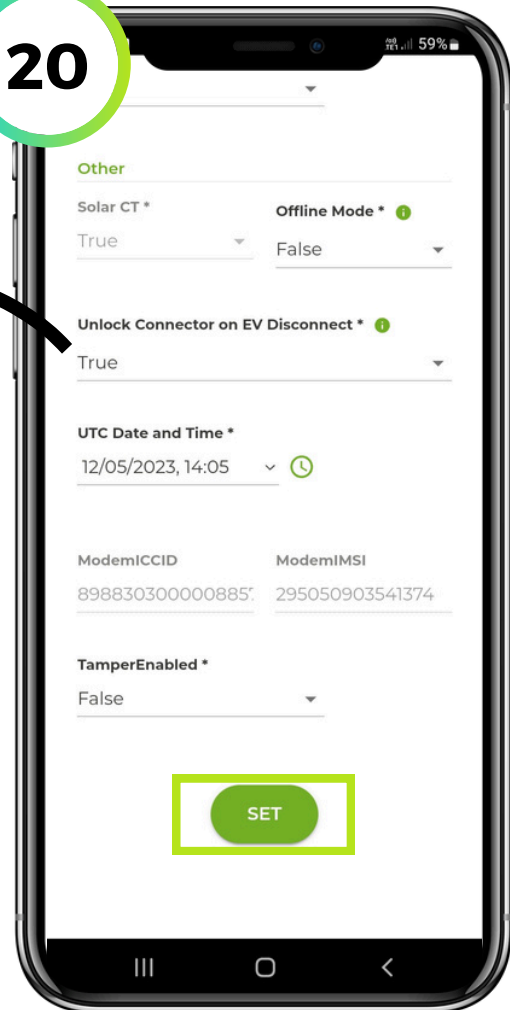 20
59%
Other
Solar CT *
Offline Mode *
True
False
Unlock Connector on EV Disconnect *
True
UTC Date and Time *
12/05/2023, 14:05
ModemICCID
ModemIMSI
295050903541374
TamperEnabled *
False
SET